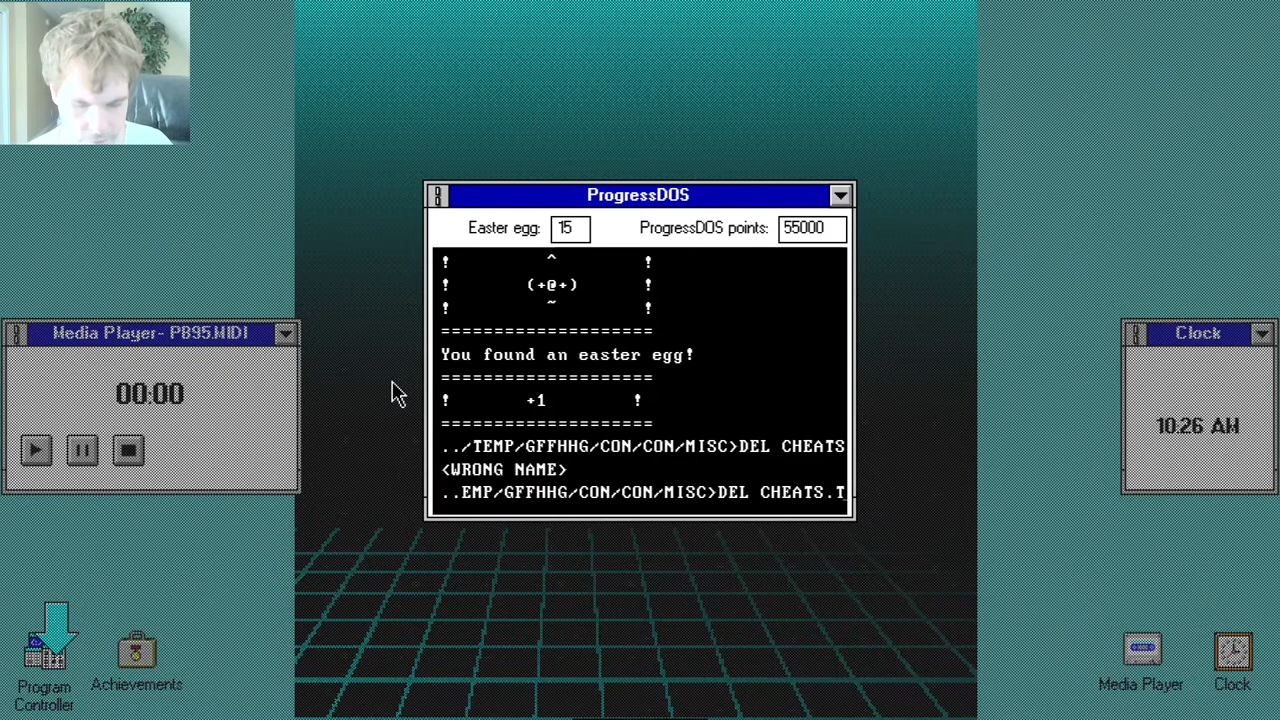 ProgressDOS
Easter egg: 15 ProgressDOS points: 55000
! ^ !
! (+@+) !
! ~ !
====================
You found an easter egg!
====================
! +1 !
====================
../TEMP/GFFHHG/CON/CON/MISC>DEL CHEATS
<WRONG NAME>
..EMP/GFFHHG/CON/CON/MISC>DEL CHEATS.T_
Media Player- PB95.MIDI
00:00
Clock
10:26 AM
Program
Controller
Achievements
Media Player
Clock